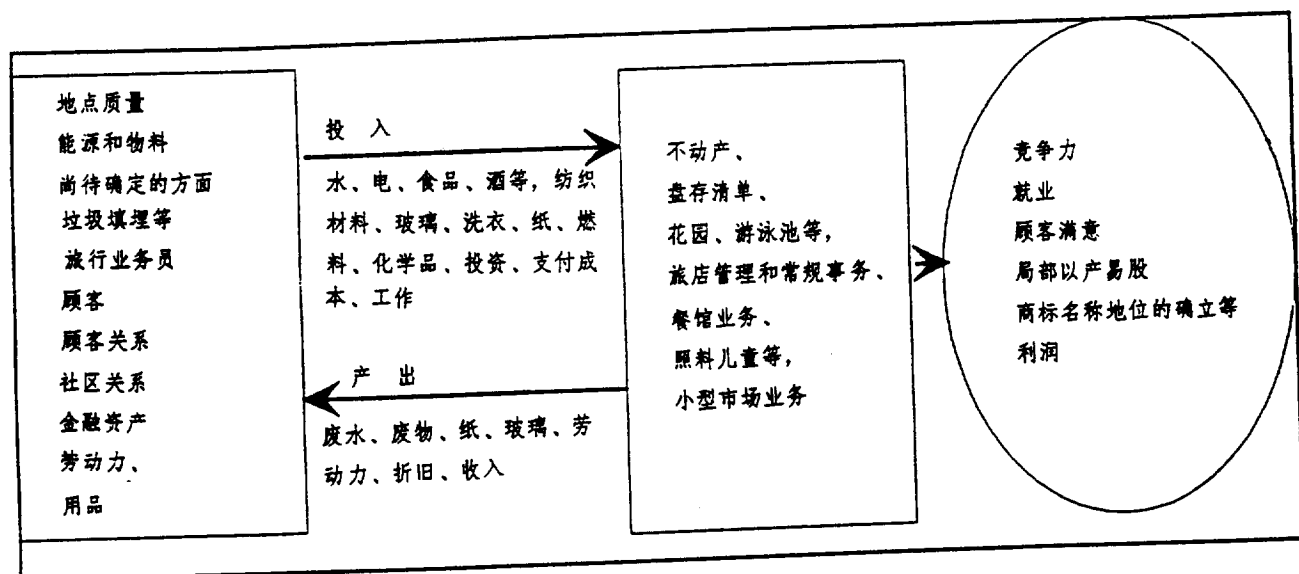 地点质量
能源和物料
尚待确定的方面
垃圾填埋等
旅行业务员
顾客
顾客关系
社区关系
金融资产
劳动力、
用品
投 入
水、电、食品、酒等,纺织
材料、玻璃、洗衣、纸、燃
料、化学品、投资、支付成
本、工作
产 出
废水、废物、纸、玻璃、劳
动力、折旧、收入
不动产、
盘存清单、
花园、游泳池等,
旅店管理和常规事务、
餐馆业务、
照料儿童等,
小型市场业务
竞争力
就业
顾客满意
局部以产易股
商标名称地位的确立等
利润